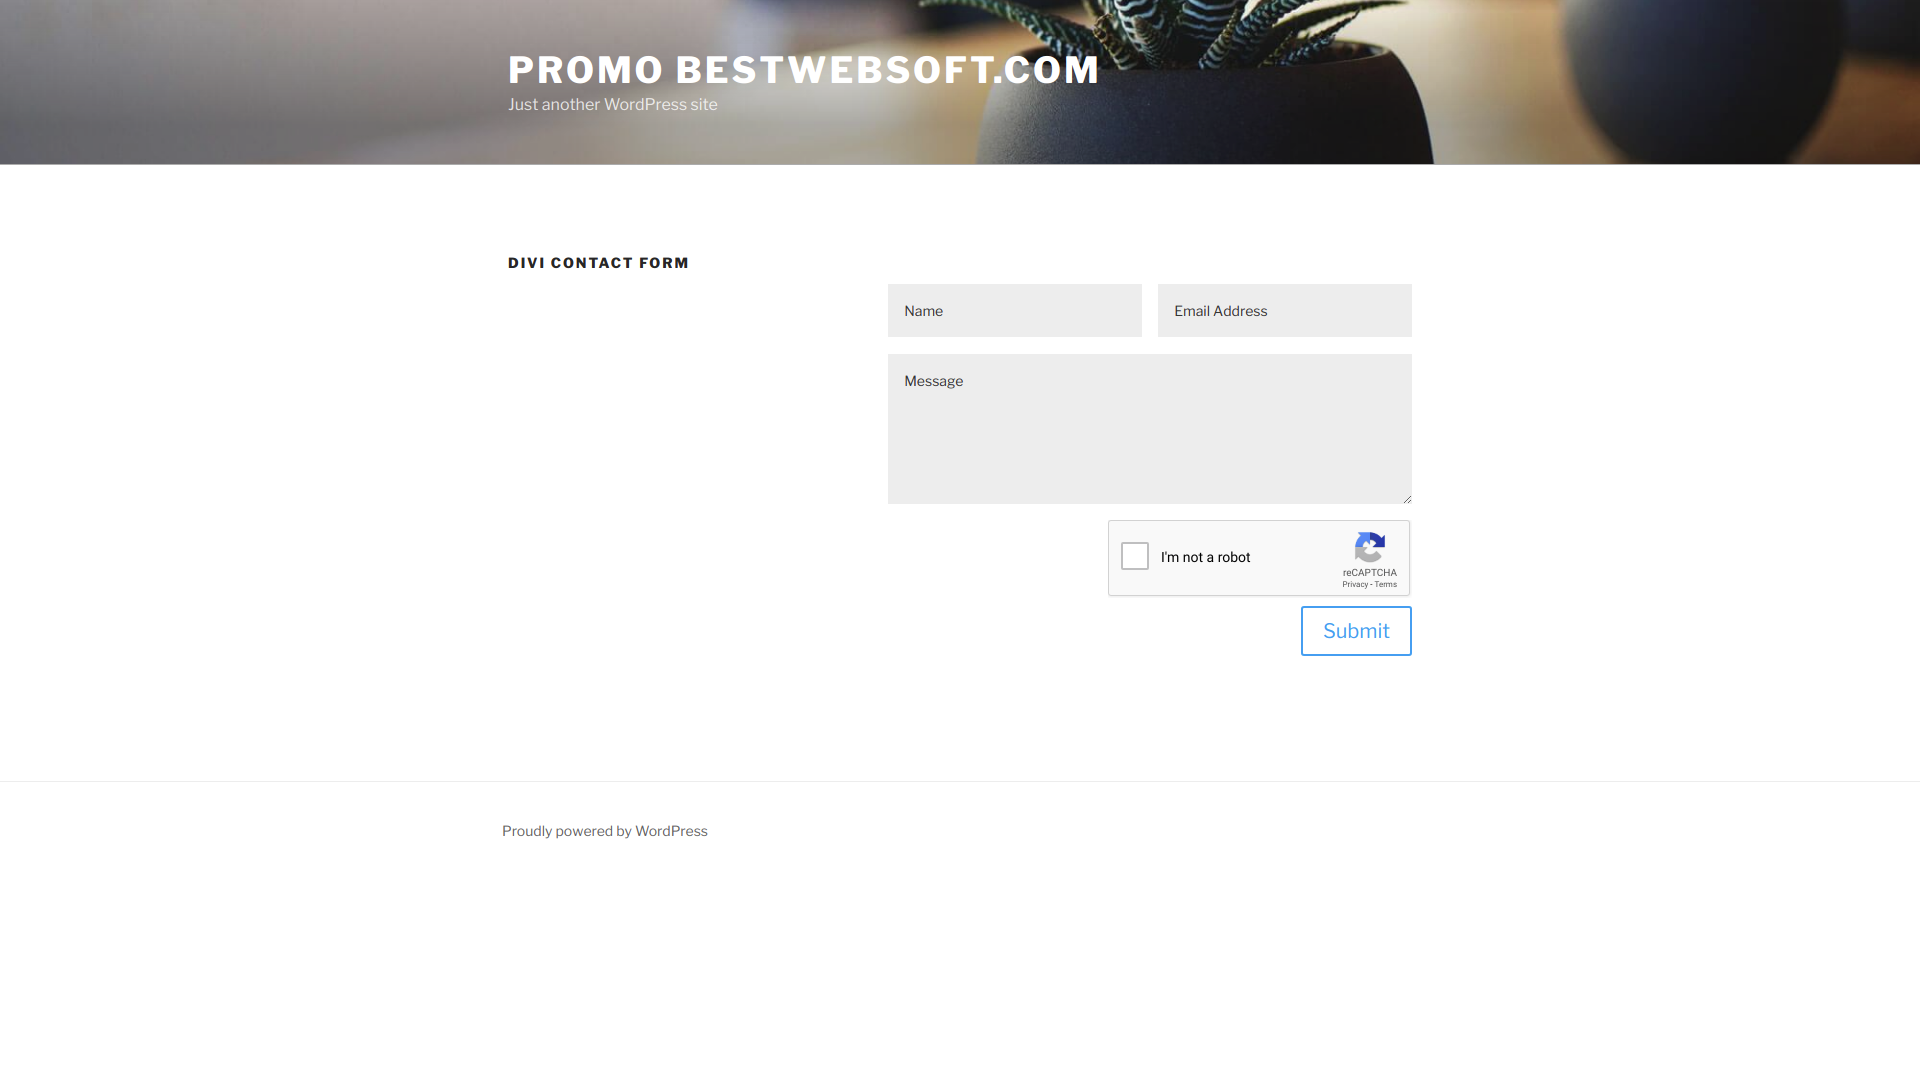 PROMO BESTWEBSOFT.COM
Just another WordPress site
DIVI CONTACT FORM
Name
Email Address
Message
I'm not a robot
reCAPTCHA
Privacy - Terms
Submit
Proudly powered by WordPress